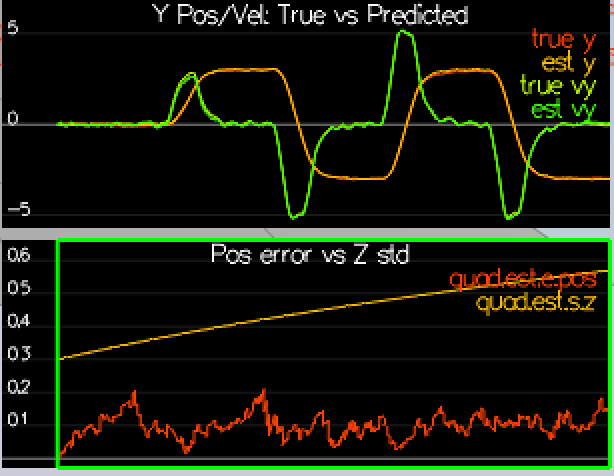 Y Pos/Vel: True vs Predicted
5
true y
est y
true vy
0
est vy
-5
Pos error vs Z std
0.6
quad.est.e.pos
0.5
quad.est.s.z
0.4
0.3
0.2
0.1